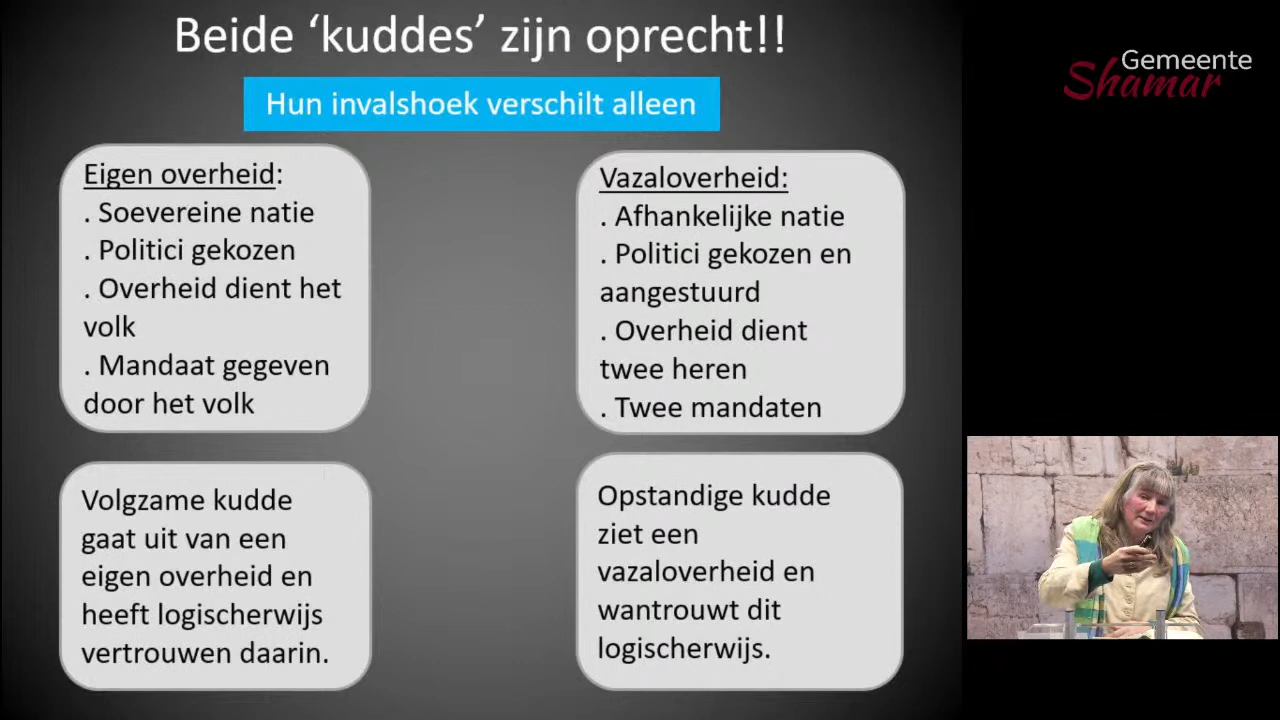 Beide ‘kuddes’ zijn oprecht!!
Hun invalshoek verschilt alleen
Eigen overheid:
. Soevereine natie
. Politici gekozen
. Overheid dient het
volk
. Mandaat gegeven
door het volk
Vazaloverheid:
. Afhankelijke natie
. Politici gekozen en
aangestuurd
. Overheid dient
twee heren
. Twee mandaten
Volgzame kudde
gaat uit van een
eigen overheid en
heeft logischerwijs
vertrouwen daarin.
Opstandige kudde
ziet een
vazaloverheid en
wantrouwt dit
logischerwijs.
Gemeente
Shamar